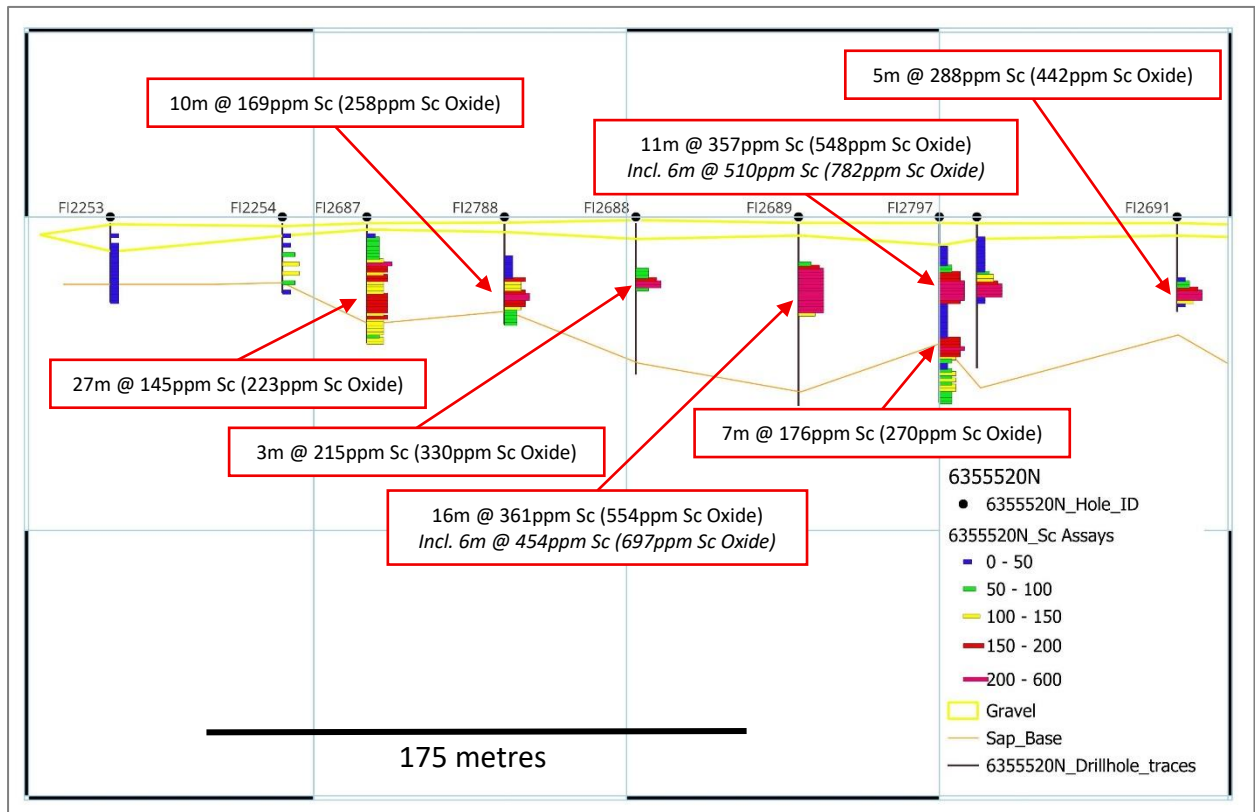 5m @ 288ppm Sc (442ppm Sc Oxide)
10m @ 169ppm Sc (258ppm Sc Oxide)
11m @ 357ppm Sc (548ppm Sc Oxide)
Incl. 6m @ 510ppm Sc (782ppm Sc Oxide)
FI2253
FI2254
FI2687
FI2788
FI2688
FI2689
FI2797
FI2691
27m @ 145ppm Sc (223ppm Sc Oxide)
3m @ 215ppm Sc (330ppm Sc Oxide)
7m @ 176ppm Sc (270ppm Sc Oxide)
16m @ 361ppm Sc (554ppm Sc Oxide)
Incl. 6m @ 454ppm Sc (697ppm Sc Oxide)
6355520N
6355520N_Hole_ID
6355520N_Sc Assays
0 - 50
50 - 100
100 - 150
150 - 200
200 - 600
Gravel
Sap_Base
6355520N_Drillhole_traces
175 metres